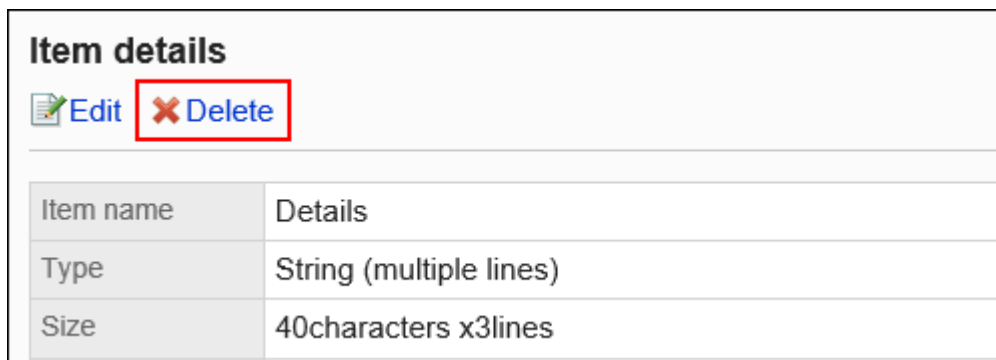 Item details
Edit Delete
Item name Details
Type String (multiple lines)
Size 40characters x3lines